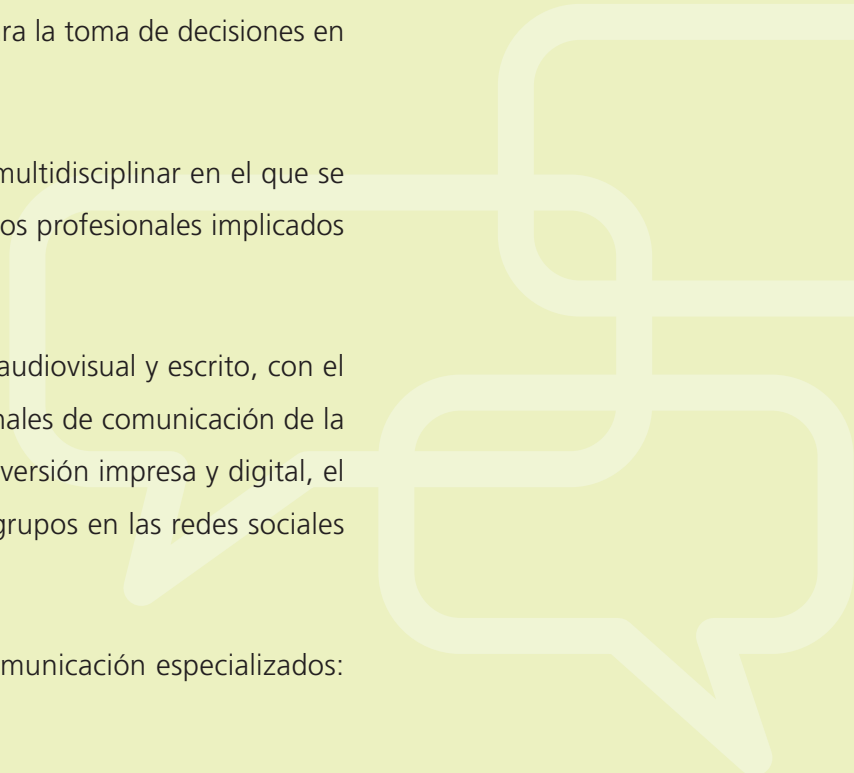 ra la toma de decisiones en
multidisciplinar en el que se
os profesionales implicados
audiovisual y escrito, con el
nales de comunicación de la
versión impresa y digital, el
grupos en las redes sociales
municación especializados: